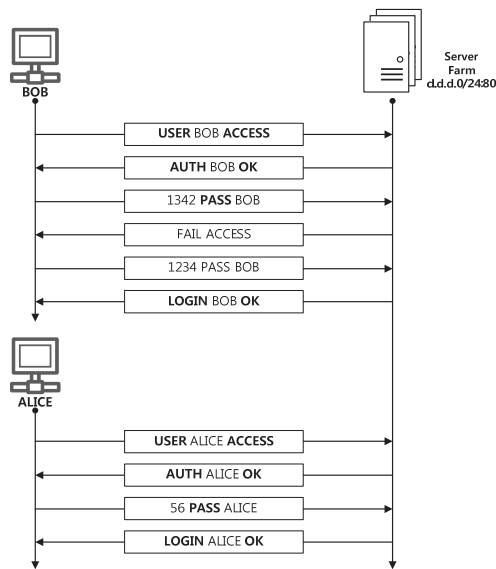 Server
Farm
d.d.d.0/24:80
BOB
USER BOB ACCESS
AUTH BOB OK
1342 PASS BOB
FAIL ACCESS
1234 PASS BOB
LOGIN BOB OK
ALICE
USER ALICE ACCESS
AUTH ALICE OK
56 PASS ALICE
LOGIN ALICE OK